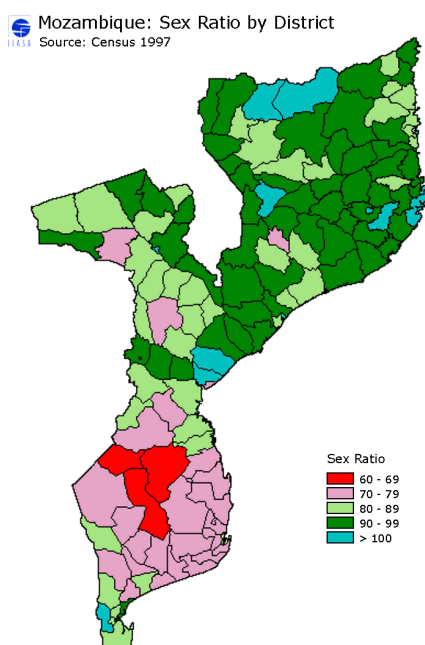 Mozambique: Sex Ratio by District
IIASA
Source: Census 1997
Sex Ratio
60 - 69
70 - 79
80 - 89
90 - 99
> 100